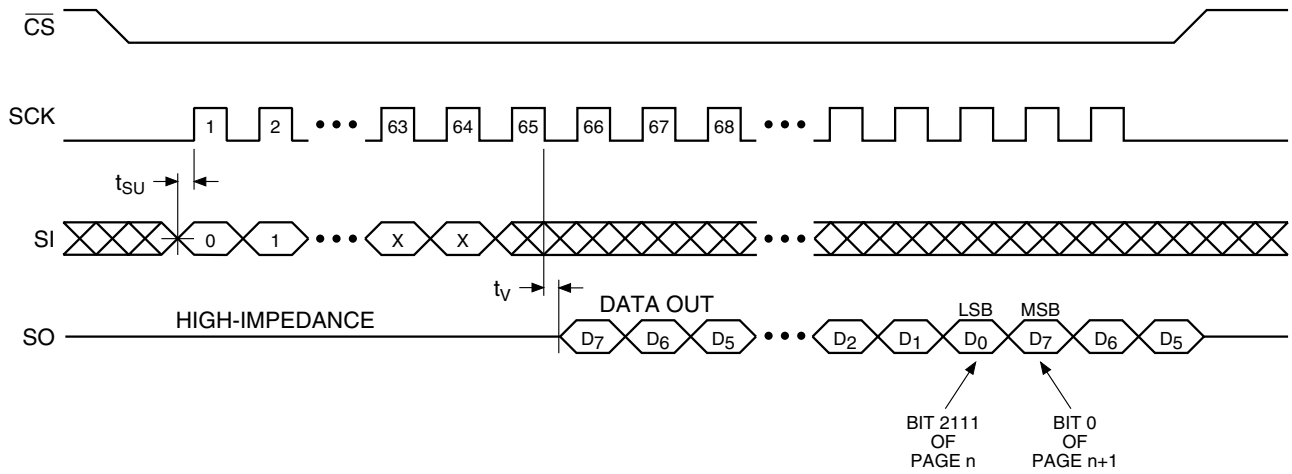 CS
SCK
1 2 63 64 65 66 67 68
tSU
SI
0 1 X X
tV
DATA OUT
HIGH-IMPEDANCE
LSB MSB
SO
D7 D6 D5 D2 D1 D0 D7 D6 D5
BIT 2111
OF
PAGE n
BIT 0
OF
PAGE n+1